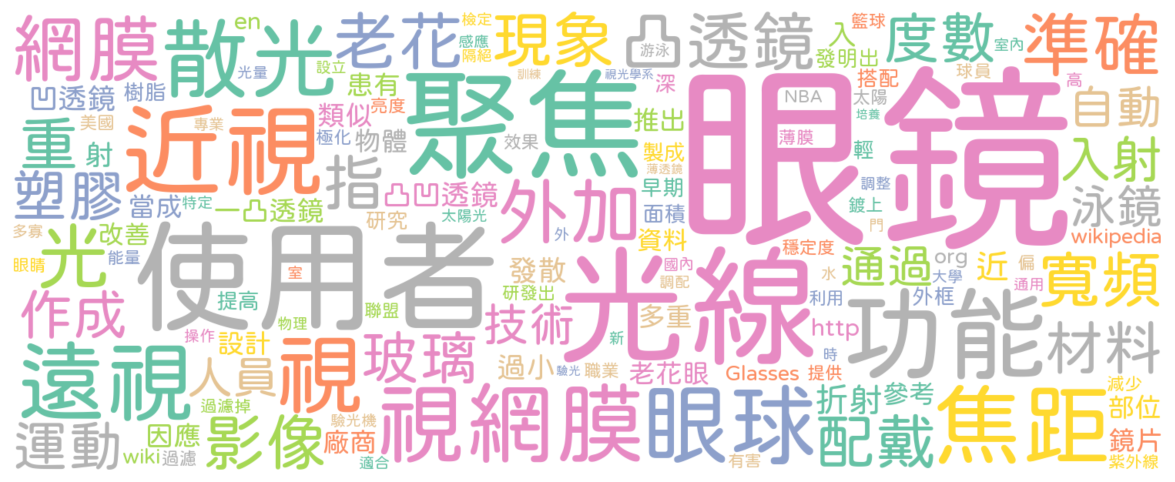 網膜
散光
老花
en
感應
檢定
隔絕
現象
凸透鏡
游泳
入
籃球
發明出
度數
室內
準確
凹透鏡
樹脂
光量
設立
患有
訓練
聚焦
視光學系
深
眼鏡
NBA
搭配
太陽
培養
球員
高
自動
重
美國
射
近視
專業
類似
亮度
極化
物體
效果
推出
製成
薄透鏡
薄膜
輕
入射
塑膠
當成
特定
一凸透鏡
指
凸凹透鏡
研究
太陽光
外加
早期
面積
調整
鍍上
門
泳鏡
wikipedia
多寡
改善
眼睛
光
能量
使用者
室
提高
聯盟
發散
研發出
外
資料
光線
國內
調配
穩定度
水
利用
通過
org
大學
外框
近
偏
通用
寬頻
作成
操作
物理
設計
玻璃
技術
新
多重
http
時
功能
材料
遠視
人員
過濾掉
視
過小
驗光
職業
老花眼
Glasses
提供
折射
參考
減少
部位
運動
因應
wiki
過濾
影像
驗光機
廠商
適合
視網膜
眼球
有害
配戴
焦距
鏡片
紫外線